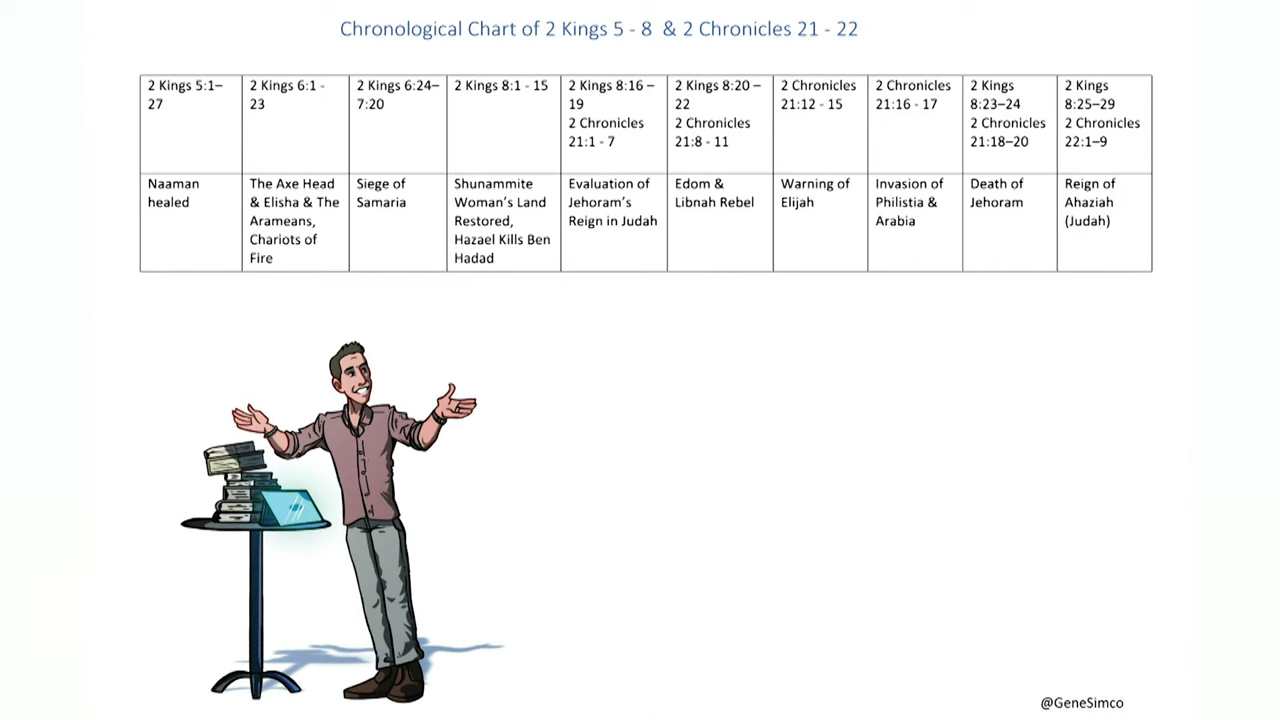 Chronological Chart of 2 Kings 5 - 8 & 2 Chronicles 21 - 22
2 Kings 5:1–
27
2 Kings 6:1 -
23
2 Kings 6:24–
7:20
2 Kings 8:1 - 15
2 Kings 8:16 –
19
2 Chronicles
21:1 - 7
2 Kings 8:20 –
22
2 Chronicles
21:8 - 11
2 Chronicles
21:12 - 15
2 Chronicles
21:16 - 17
2 Kings
8:23–24
2 Chronicles
21:18–20
2 Kings
8:25–29
2 Chronicles
22:1–9
Naaman
healed
The Axe Head
& Elisha & The
Arameans,
Chariots of
Fire
Siege of
Samaria
Shunammite
Woman’s Land
Restored,
Hazael Kills Ben
Hadad
Evaluation of
Jehoram’s
Reign in Judah
Edom &
Libnah Rebel
Warning of
Elijah
Invasion of
Philistia &
Arabia
Death of
Jehoram
Reign of
Ahaziah
(Judah)
@GeneSimco